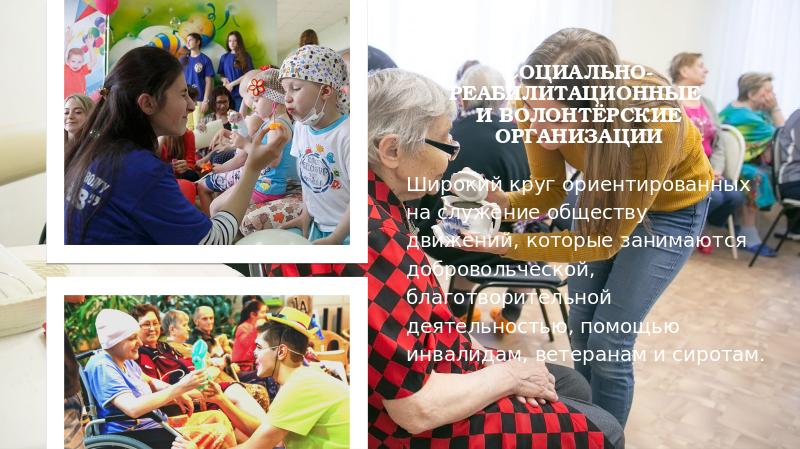 СОЦИАЛЬНО-
РЕАБИЛИТАЦИОННЫЕ
И ВОЛОНТЁРСКИЕ
ОРГАНИЗАЦИИ
Широкий круг ориентированных
на служение обществу
движений, которые занимаются
добровольческой,
благотворительной
деятельностью, помощью
инвалидам, ветеранам и сиротам.